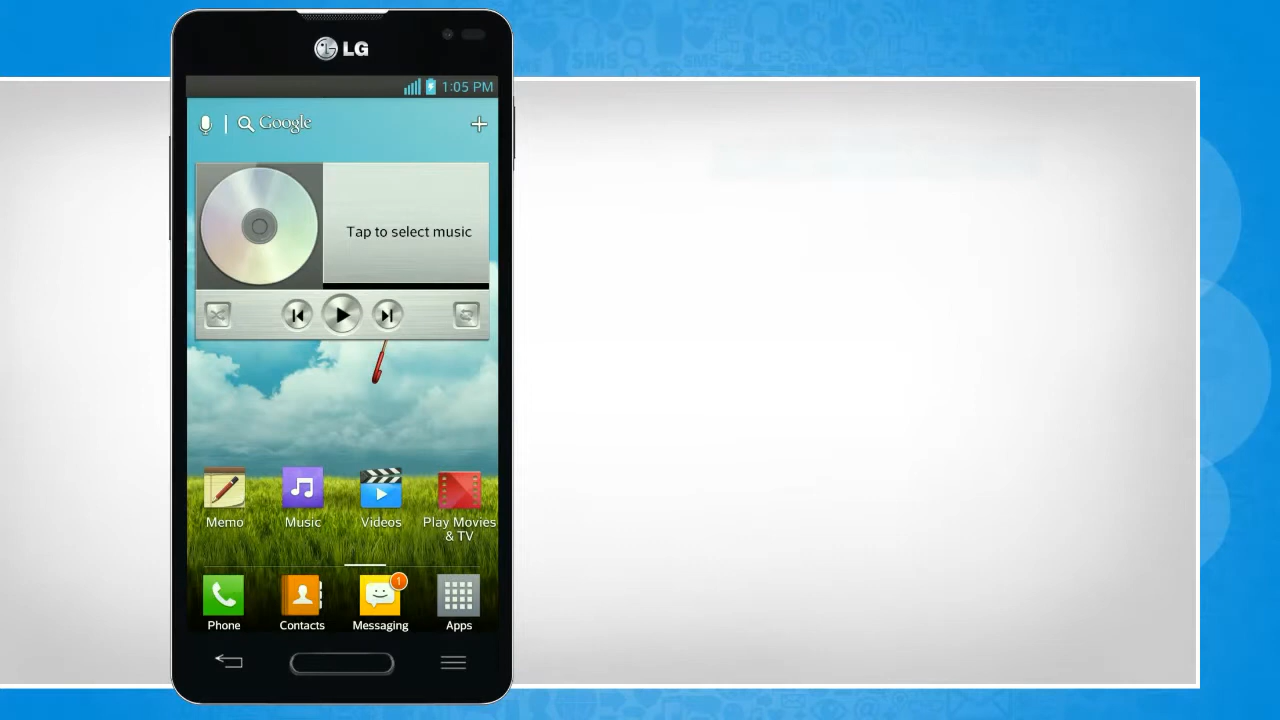 LG
1:05 PM
Google
Tap to select music
Memo
Music
Videos
Play Movies
& TV
1
Phone
Contacts
Messaging
Apps